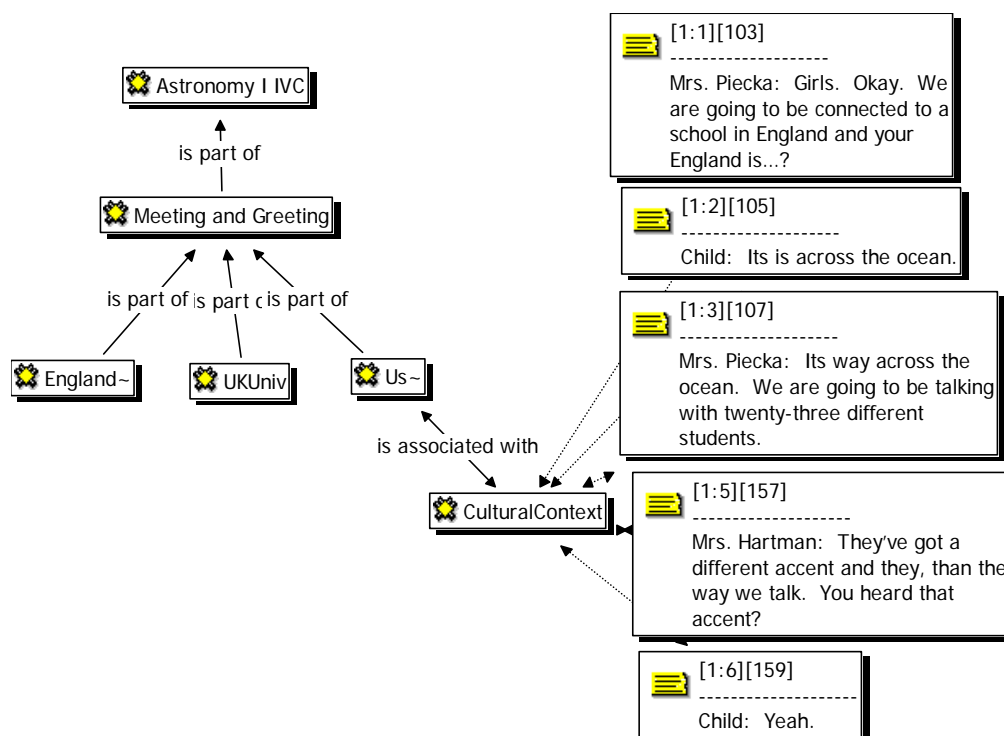 Astronomy I IVC
is part of
Meeting and Greeting
is part of
is part o
is part of
England~
UKUniv
Us~
is associated with
CulturalContext
[1:1][103]
--------------------
Mrs. Piecka: Girls. Okay. We
are going to be connected to a
school in England and your
England is...?
[1:2][105]
--------------------
Child: Its is across the ocean.
[1:3][107]
--------------------
Mrs. Piecka: Its way across the
ocean. We are going to be talking
with twenty-three different
students.
[1:5][157]
--------------------
Mrs. Hartman: They've got a
different accent and they, than the
way we talk. You heard that
accent?
[1:6][159]
--------------------
Child: Yeah.